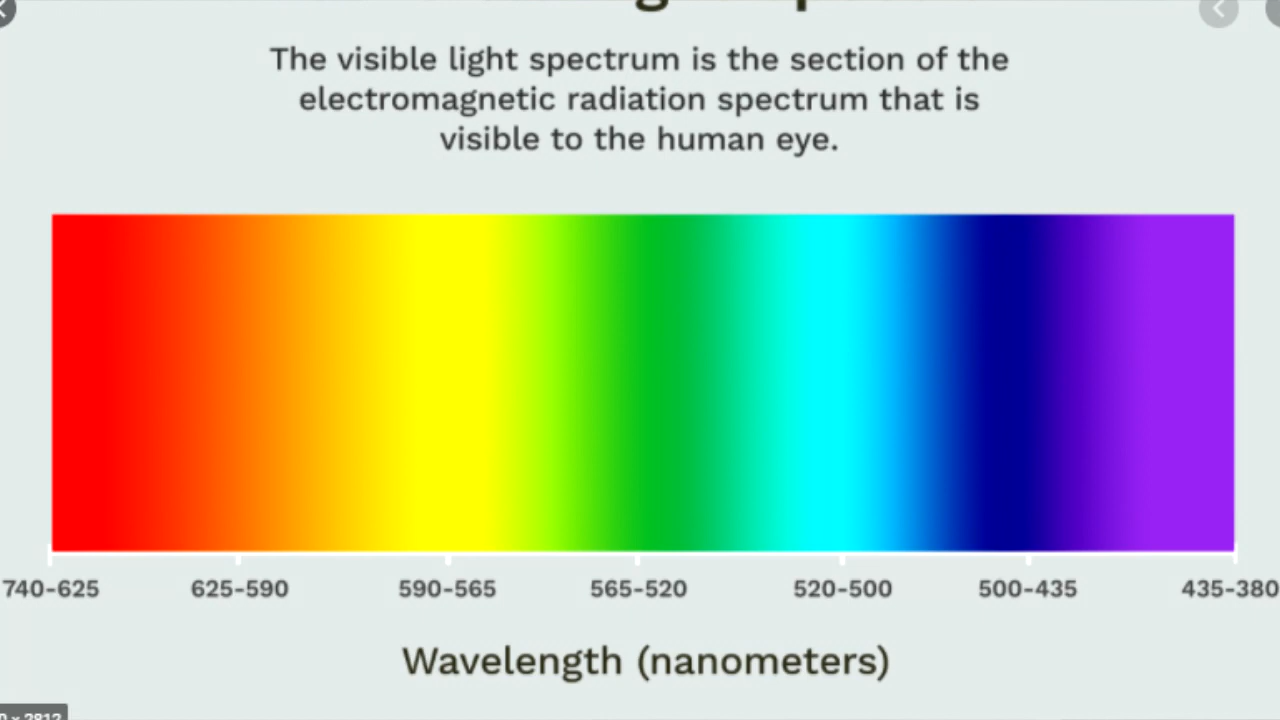 The visible light spectrum is the section of the
electromagnetic radiation spectrum that is
visible to the human eye.
740-625 625-590 590-565 565-520 520-500 500-435 435-380
Wavelength (nanometers)